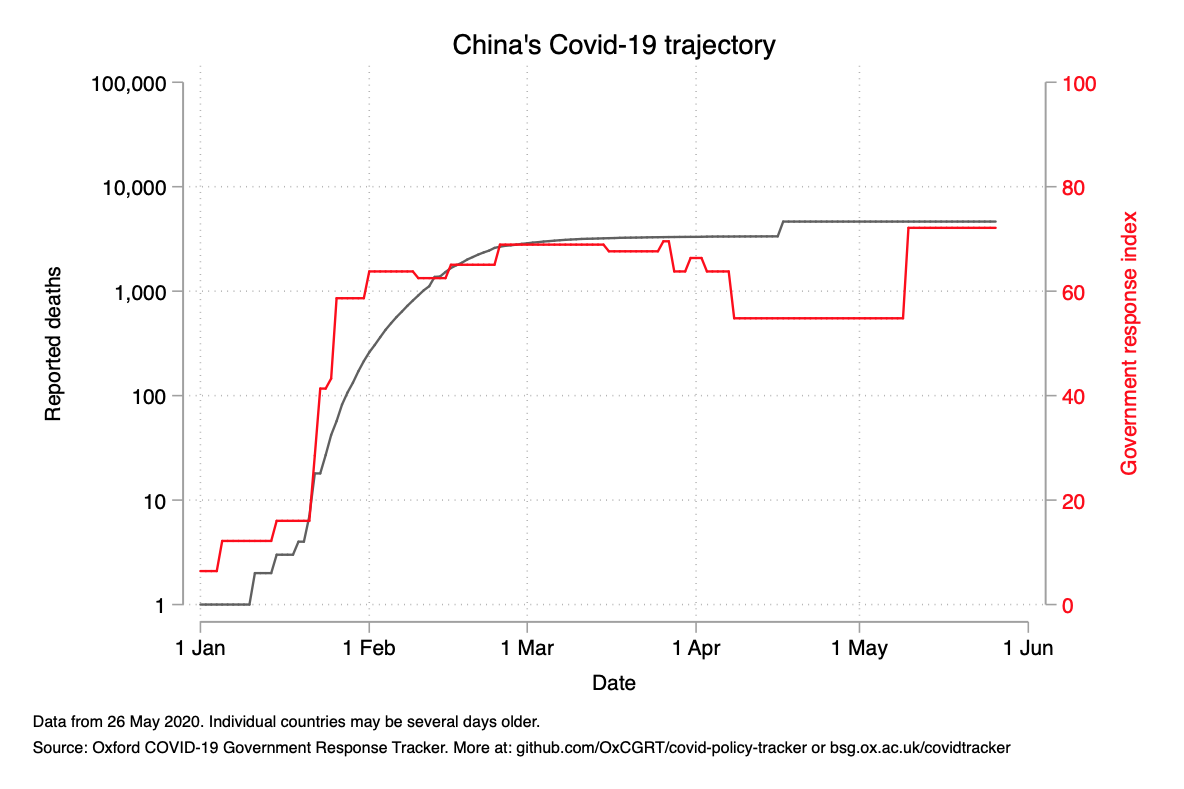 China's Covid-19 trajectory
100,000
10,000
1,000
100
10
1
Reported deaths
100
80
60
40
20
0
Government response index
1 Jan
1 Feb
1 Mar
1 Apr
1 May
1 Jun
Date
Data from 26 May 2020. Individual countries may be several days older.
Source: Oxford COVID-19 Government Response Tracker. More at: github.com/OxCGRT/covid-policy-tracker or bsg.ox.ac.uk/covidtracker